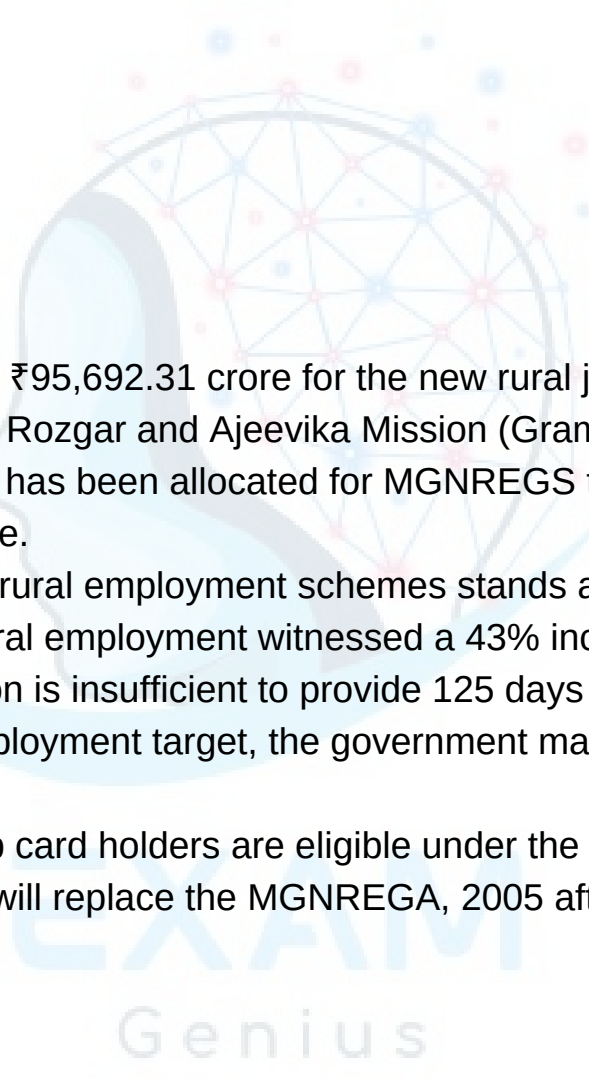 ₹95,692.31 crore for the new rural j
Rozgar and Ajeevika Mission (Gram
has been allocated for MGNREGS
e.
rural employment schemes stands a
ral employment witnessed a 43% inc
on is insufficient to provide 125 days
ployment target, the government ma
card holders are eligible under the
will replace the MGNREGA, 2005 aft
EXAM
Genius